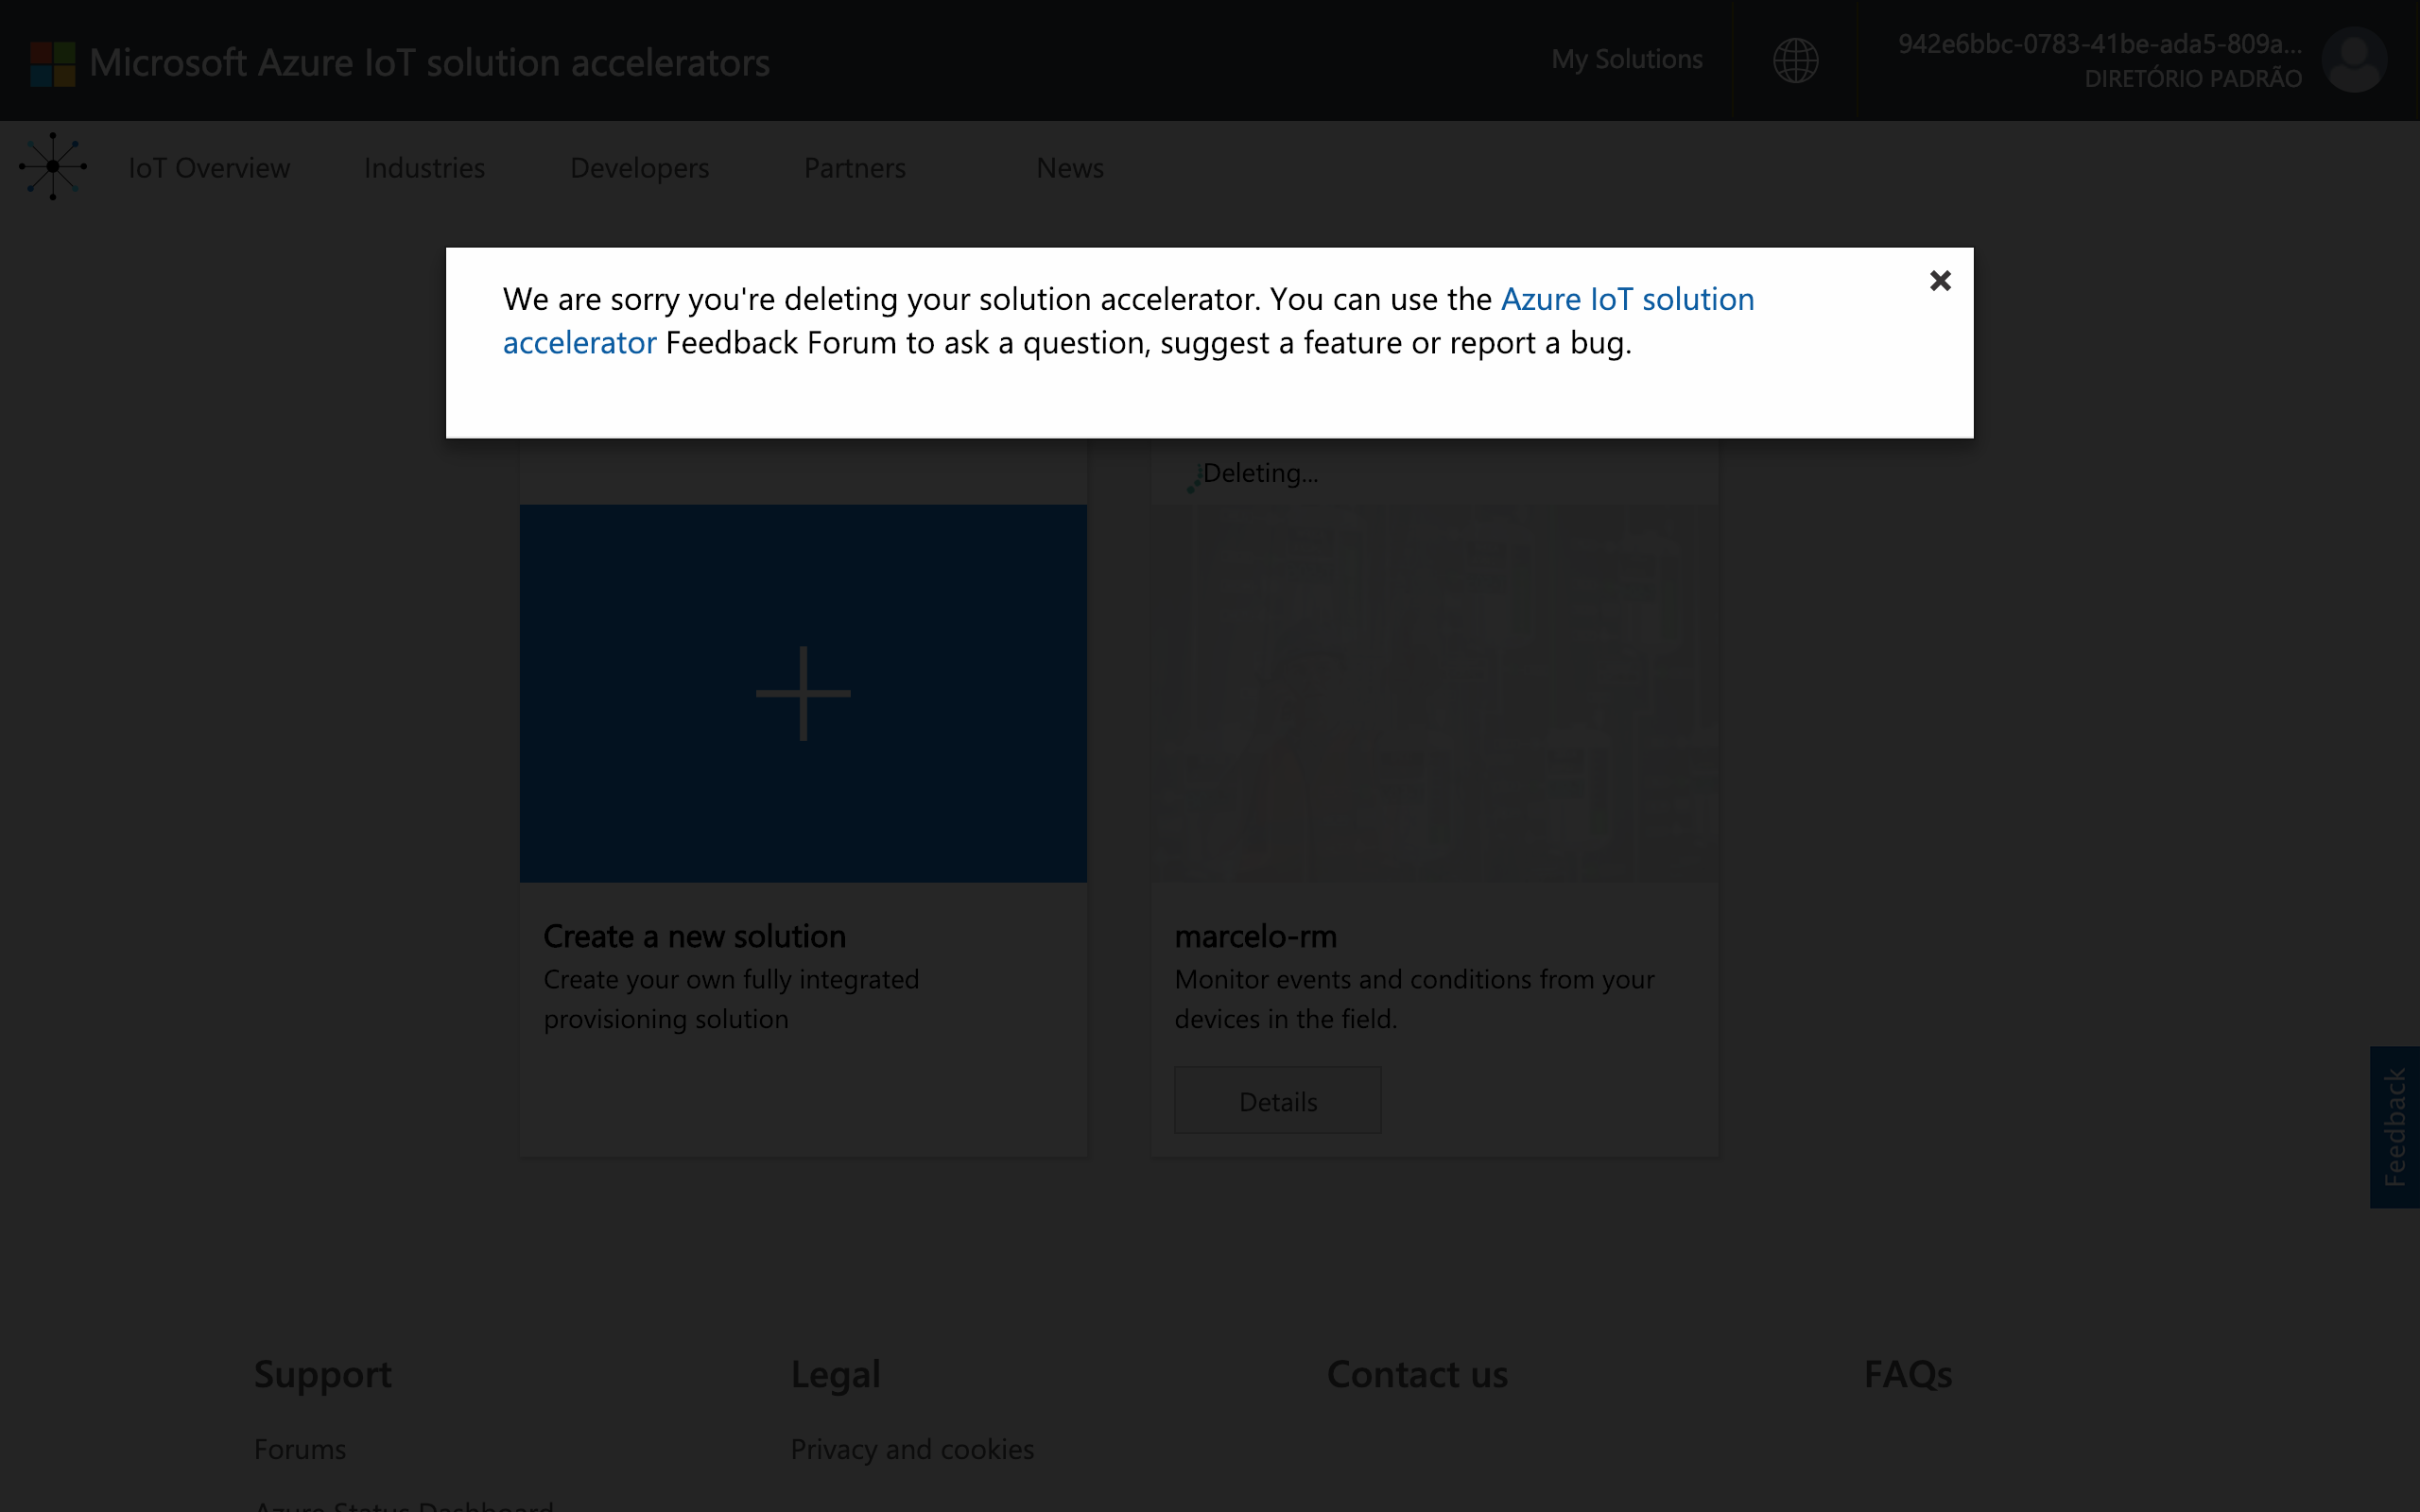 Microsoft Azure IoT solution accelerators
My Solutions
942e6bbc-0783-41be-ada5-809a...
DIRETÓRIO PADRÃO
IoT Overview
Industries
Developers
Partners
News
We are sorry you're deleting your solution accelerator. You can use the Azure IoT solution
accelerator Feedback Forum to ask a question, suggest a feature or report a bug.
Deleting...
Create a new solution
Create your own fully integrated
provisioning solution
marcelo-rm
Monitor events and conditions from your
devices in the field.
Details
Feedback
Support
Legal
Contact us
FAQs
Forums
Privacy and cookies
Azure Status Dashboard